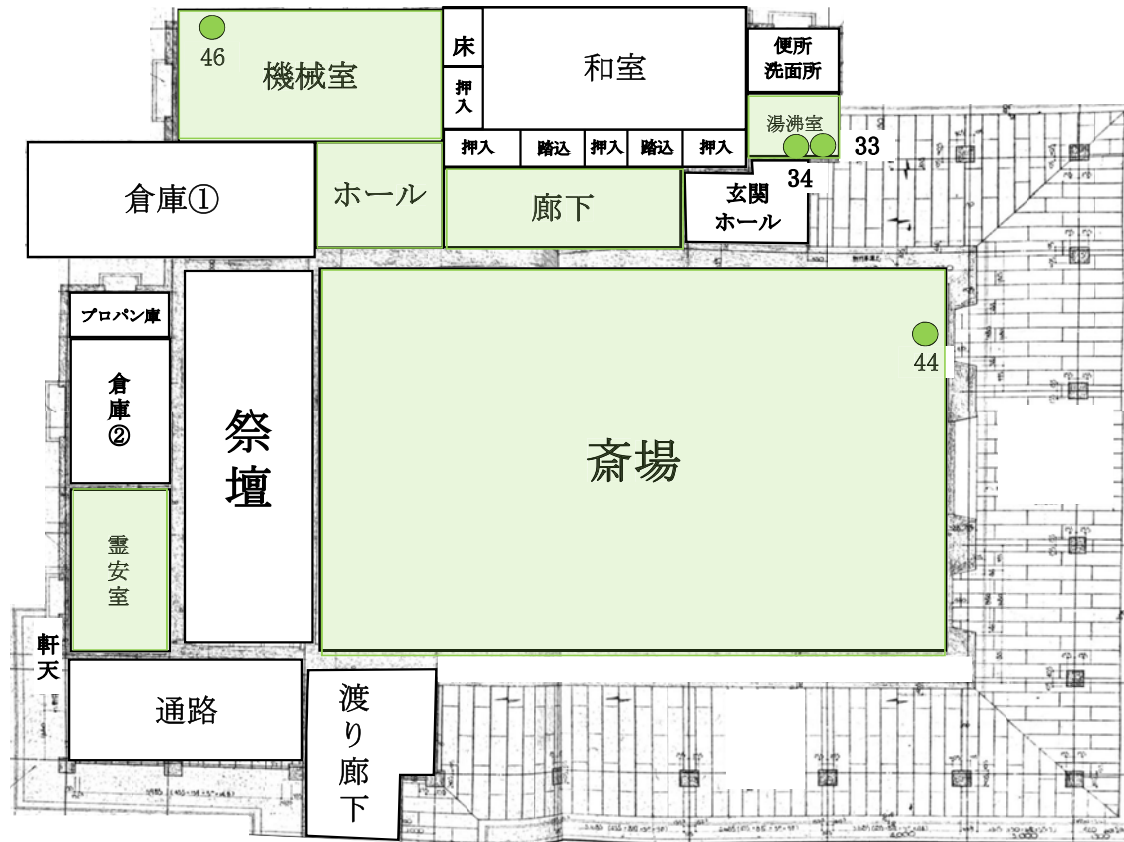 46
機械室
床
押入
和室
便所
洗面所
湯沸室
33
34
押入
踏込
押入
踏込
押入
倉庫①
ホール
廊下
玄関
ホール
プロパン庫
倉庫②
祭壇
斎場
44
霊安室
軒天
通路
渡り廊下